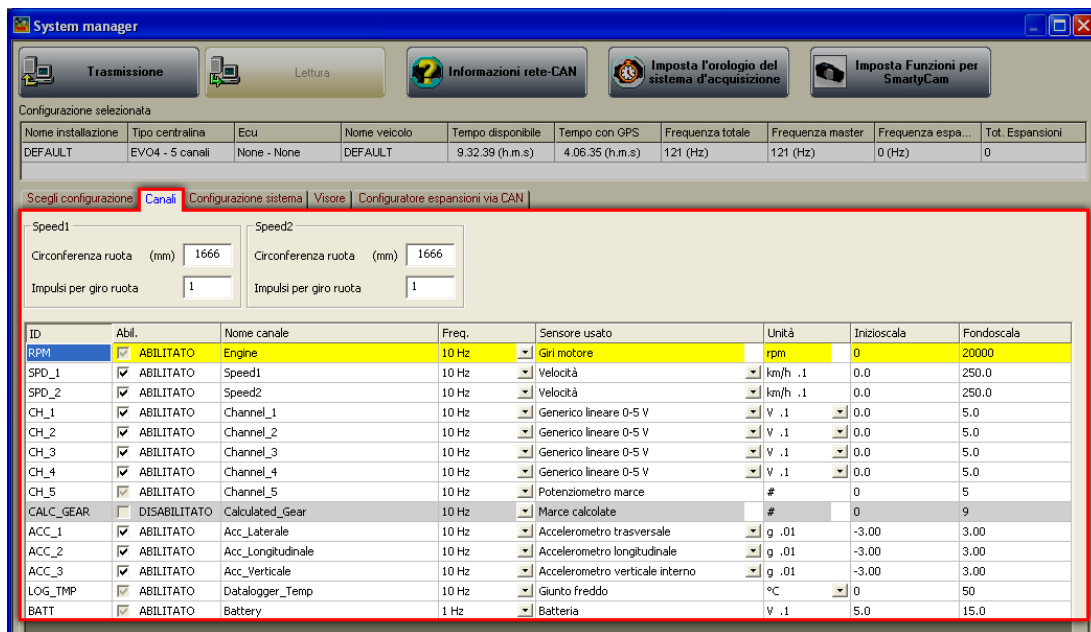 System manager
Trasmissione
Lettura
Informazioni rete-CAN
Imposta l'orologio del
sistema d'acquisizione
Imposta Funzioni per
SmartyCam
Configurazione selezionata
Nome installazione Tipo centralina Ecu Nome veicolo Tempo disponibile Tempo con GPS Frequenza totale Frequenza master Frequenza espa... Tot. Espansioni
DEFAULT EVO4 - 5 canali None - None DEFAULT 9.32.39 (h.m.s) 4.06.35 (h.m.s) 121 (Hz) 121 (Hz) 0 (Hz) 0
Scegli configurazione Canali Configurazione sistema Visore Configuratore espansioni via CAN
Speed1 Speed2
Circonferenza ruota (mm) 1666 Circonferenza ruota (mm) 1666
Impulsi per giro ruota 1 Impulsi per giro ruota 1
ID Abil. Nome canale Freq. Sensore usato Unità Inizioscala Fondoscala
RPM ABILITATO Engine 10 Hz Giri motore rpm 0 20000
SPD_1 ABILITATO Speed1 10 Hz Velocità km/h .1 0.0 250.0
SPD_2 ABILITATO Speed2 10 Hz Velocità km/h .1 0.0 250.0
CH_1 ABILITATO Channel_1 10 Hz Generico lineare 0-5 V V .1 0.0 5.0
CH_2 ABILITATO Channel_2 10 Hz Generico lineare 0-5 V V .1 0.0 5.0
CH_3 ABILITATO Channel_3 10 Hz Generico lineare 0-5 V V .1 0.0 5.0
CH_4 ABILITATO Channel_4 10 Hz Generico lineare 0-5 V V .1 0.0 5.0
CH_5 ABILITATO Channel_5 10 Hz Potenziometro marce # 0 5
CALC_GEAR DISABILITATO Calculated_Gear 10 Hz Marce calcolate # 0 9
ACC_1 ABILITATO Acc_Laterale 10 Hz Accelerometro trasversale g .01 -3.00 3.00
ACC_2 ABILITATO Acc_Longitudinale 10 Hz Accelerometro longitudinale g .01 -3.00 3.00
ACC_3 ABILITATO Acc_Verticale 10 Hz Accelerometro verticale interno g .01 -3.00 3.00
LOG_TMP ABILITATO Datalogger_Temp 10 Hz Giunto freddo °C 0 50
BATT ABILITATO Battery 1 Hz Batteria V .1 5.0 15.0